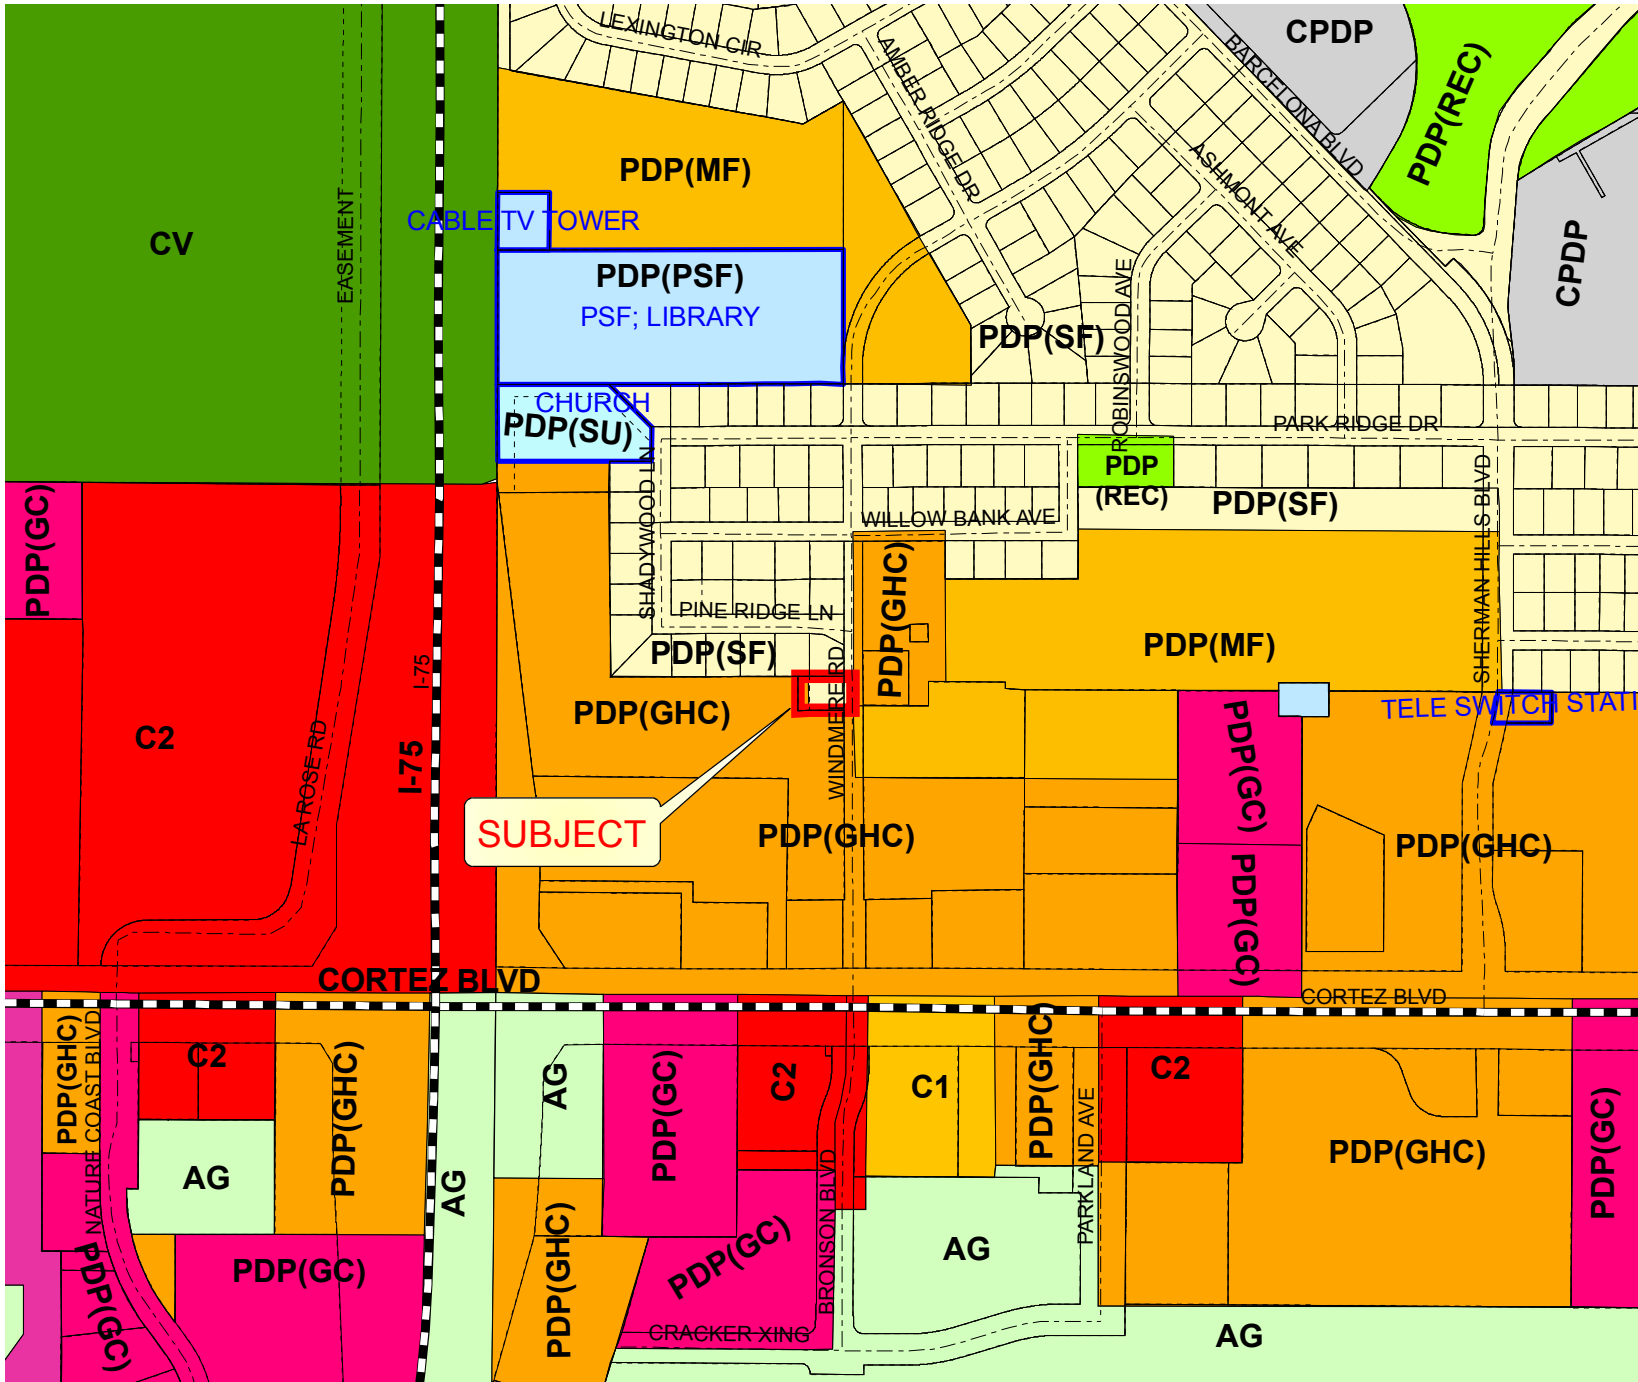 LEXINGTON CIR
CPDP
BARCELONA BLVD
PDP(REC)
AMBER RIDGE DR
PDP(MF)
ASHMONT AVE
CABLE TV TOWER
CV
EASEMENT
CPDP
PDP(PSF)
PSF; LIBRARY
ROBINSWOOD AVE
PDP(SF)
CHURCH
PDP(SU)
PARK RIDGE DR
PDP
(REC)
PDP(SF)
SHERMAN HILLS BLVD
SHADYWOOD LN
WILLOW BANK AVE
PDP(GC)
PDP(GHC)
PINE RIDGE LN
PDP(SF)
PDP(MF)
I-75
WINDMERE RD
PDP(GHC)
TELE SWITCH STATI
C2
LA ROSE RD
I-75
PDP(GC)
SUBJECT
PDP(GHC)
PDP(GHC)
PDP(GC)
CORTEZ BLVD
CORTEZ BLVD
PDP(GHC)
NATURE COAST BLVD
C2
PDP(GHC)
AG
PDP(GC)
C2
C1
PDP(GHC)
C2
PARKLAND AVE
PDP(GHC)
PDP(GC)
AG
AG
BRONSON BLVD
PDP(GC)
PDP(GC)
PDP(GHC)
PDP(GC)
AG
CRACKER XING
AG